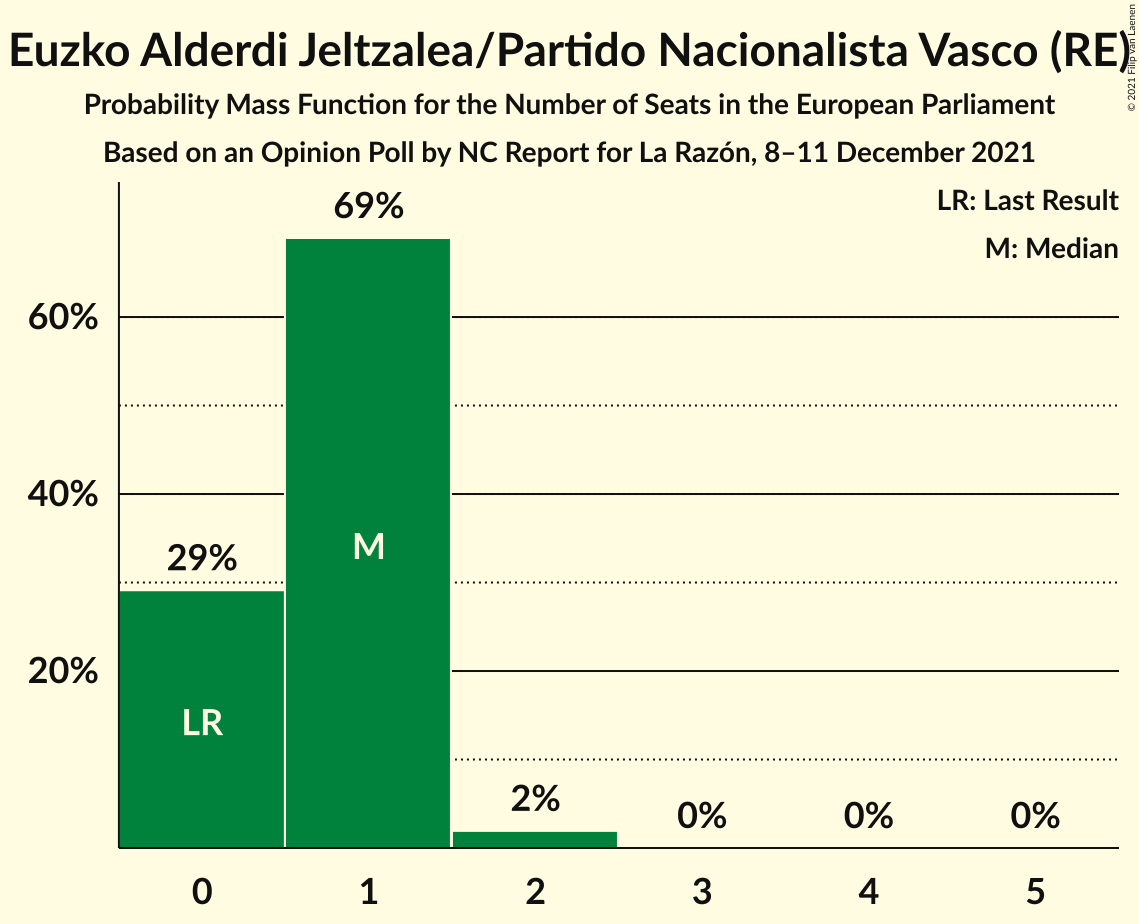 Euzko Alderdi Jeltzalea/Partido Nacionalista Vasco (RE)
© 2021 Filip van Laenen
Probability Mass Function for the Number of Seats in the European Parliament
Based on an Opinion Poll by NC Report for La Razón, 8–11 December 2021
LR: Last Result
M: Median
69%
60%
40%
M
29%
20%
LR
2%
0%
0%
0%
0
1
2
3
4
5